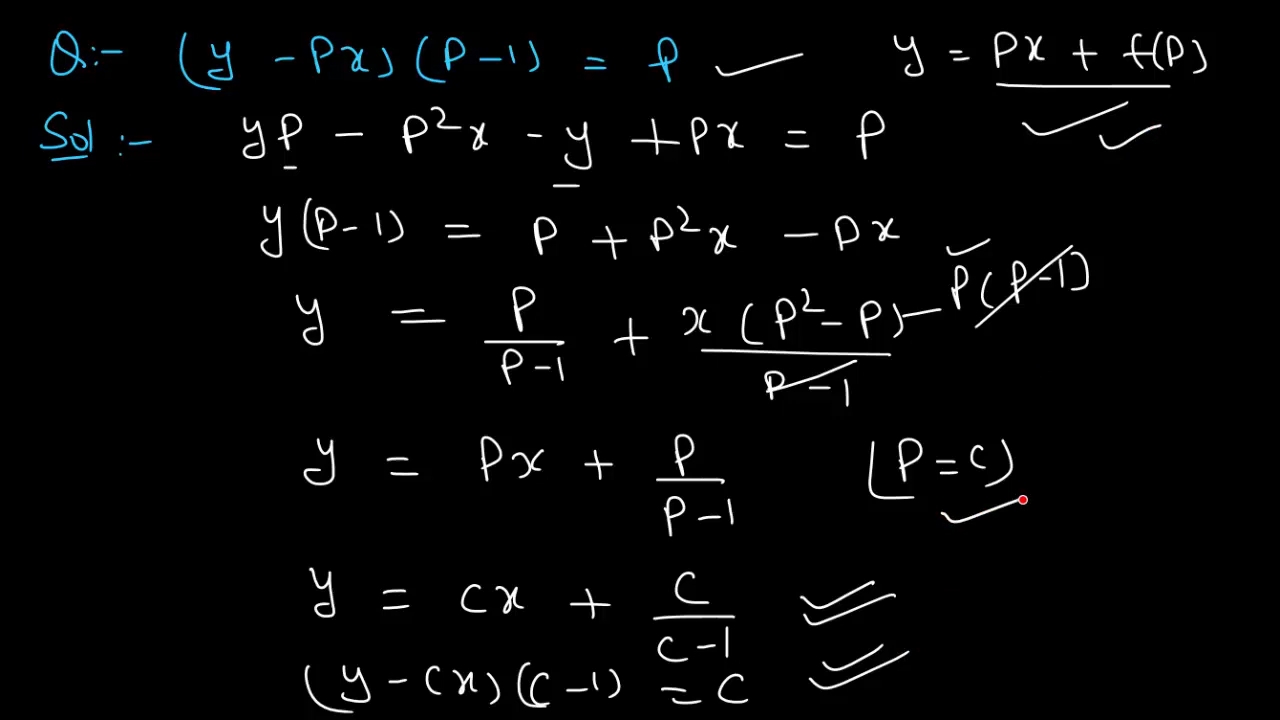 Q:- (y - Px) (P-1) = P y = Px + f(P)
Sol :- yP - P²x - y + Px = P
y(P-1) = P + P²x - Px
y = P/(P-1) + x(P²-P)/(P-1) - P(P-1)
y = Px + P/(P-1) (P=c)
y = cx + c/(c-1)
(y - cx)(c-1) = c